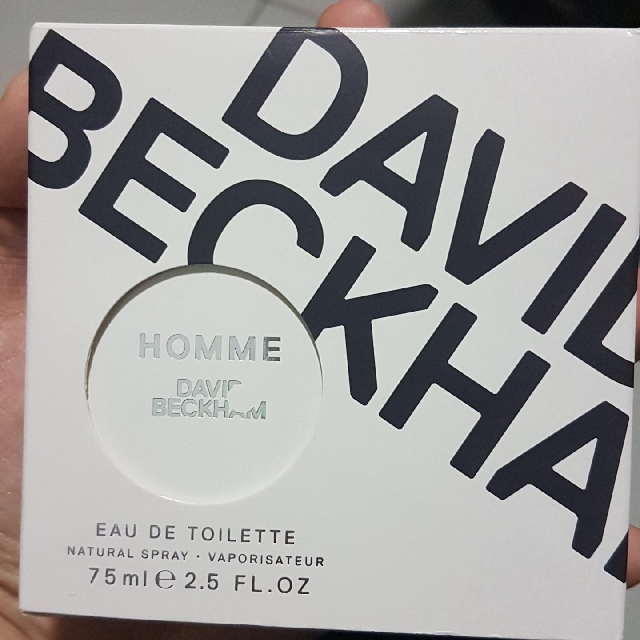 DAVID
BECKHAM
HOMME
DAVID
BECKHAM
EAU DE TOILETTE
NATURAL SPRAY · VAPORISATEUR
75ml ℮ 2.5 FL.OZ